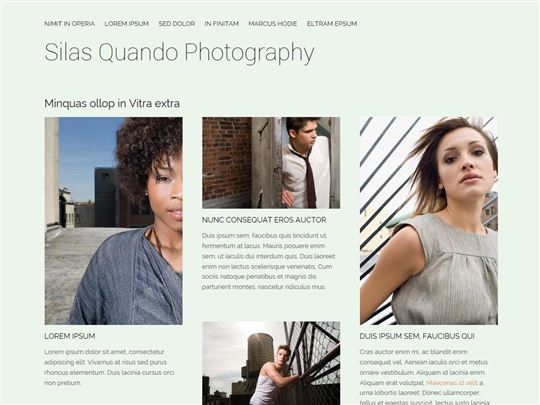 NIMIT IN OPERIA LOREM IPSUM SED DOLOR IN FINITAM MARCUS HODIE ELTRAM EPSUM
Silas Quando Photography
Minquas ollop in Vitra extra
LOREM IPSUM
Lorem ipsum dolor sit amet, consectetur
adipiscing elit. Vivamus at risus sed purus
rhoncus elementum. Duis lacinia cursus orci
non pretium.
NUNC CONSEQUAT EROS AUCTOR
Duis ipsum sem, faucibus quis tincidunt ut,
fermentum at lacus. Mauris posuere enim
sem, ut iaculis dui interdum quis. Duis laoreet
enim non lectus scelerisque venenatis. Cum
sociis natoque penatibus et magnis dis
parturient montes, nascetur ridiculus mus.
DUIS IPSUM SEM, FAUCIBUS QUI
Cras auctor enim mi, ac blandit enim
consequat vel. Aenean iaculis orci et metus
ornare vestibulum. Aliquam id lacinia enim.
Aliquam erat volutpat. Maecenas id velit a
urna lobortis laoreet. Donec ullamcorper,
tellus et egestas suscipit, lectus justo lacinia